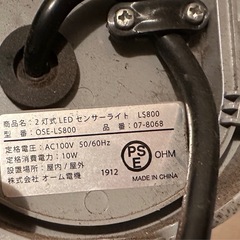 商品名：2灯式LEDセンサーライト LS800
型　番：OSE-LS800　　品　番：07-8068
定格電圧：AC100V 50/60Hz
定格消費電力：10W
設置場所：屋内／屋外
株式会社 オーム電機
PSE
OHM
1912
MADE IN CHINA